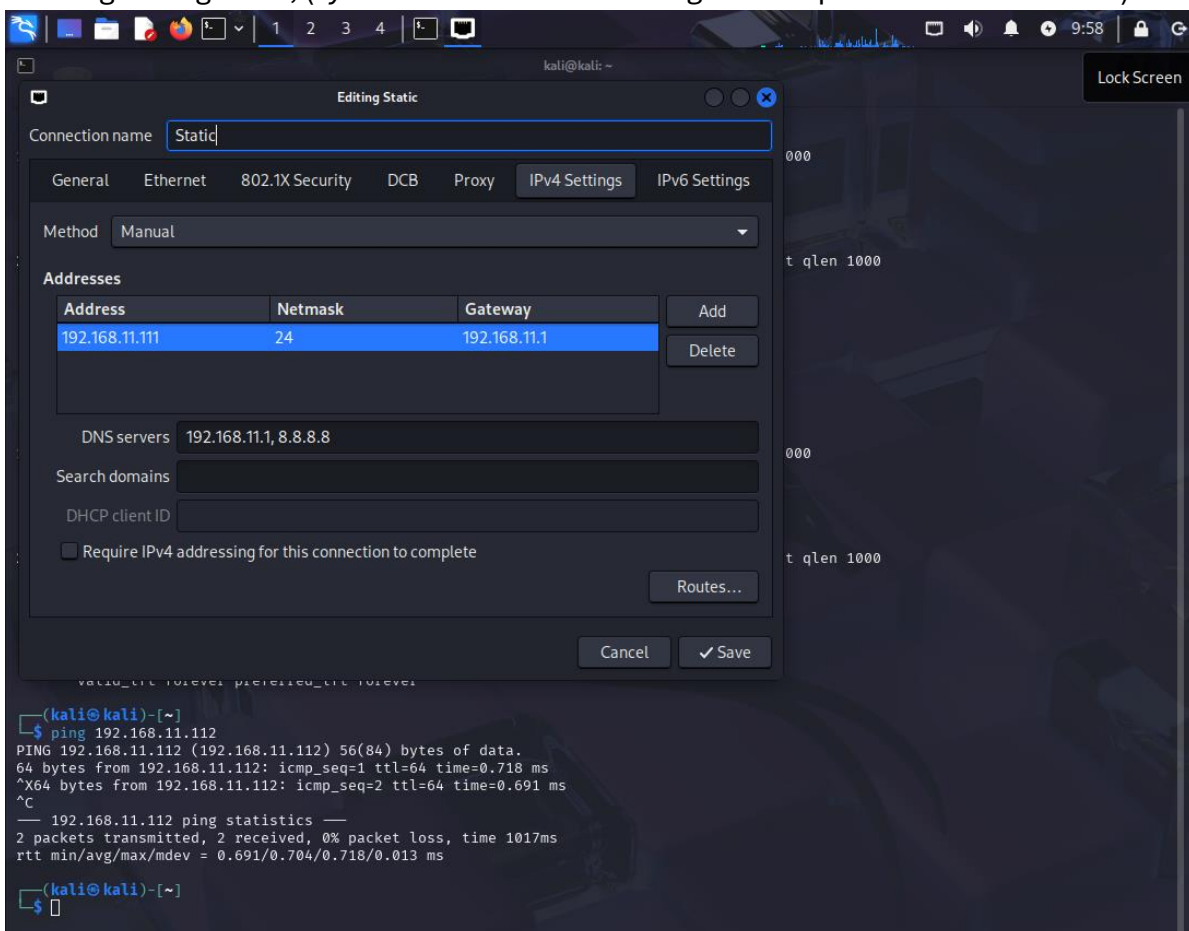 1 2 3 4 9:58
kali@kali: ~
Lock Screen
Editing Static
Connection name Static
000
General Ethernet 802.1X Security DCB Proxy IPv4 Settings IPv6 Settings
Method Manual
t qlen 1000
Addresses
Address Netmask Gateway Add
192.168.11.111 24 192.168.11.1
Delete
DNS servers 192.168.11.1, 8.8.8.8
000
Search domains
DHCP client ID
Require IPv4 addressing for this connection to complete
t qlen 1000
Routes...
Cancel Save
valid_lft forever preferred_lft forever
(kali㉿kali)-[~]
$ ping 192.168.11.112
PING 192.168.11.112 (192.168.11.112) 56(84) bytes of data.
64 bytes from 192.168.11.112: icmp_seq=1 ttl=64 time=0.718 ms
^X64 bytes from 192.168.11.112: icmp_seq=2 ttl=64 time=0.691 ms
^C
— 192.168.11.112 ping statistics —
2 packets transmitted, 2 received, 0% packet loss, time 1017ms
rtt min/avg/max/mdev = 0.691/0.704/0.718/0.013 ms
(kali㉿kali)-[~]
$